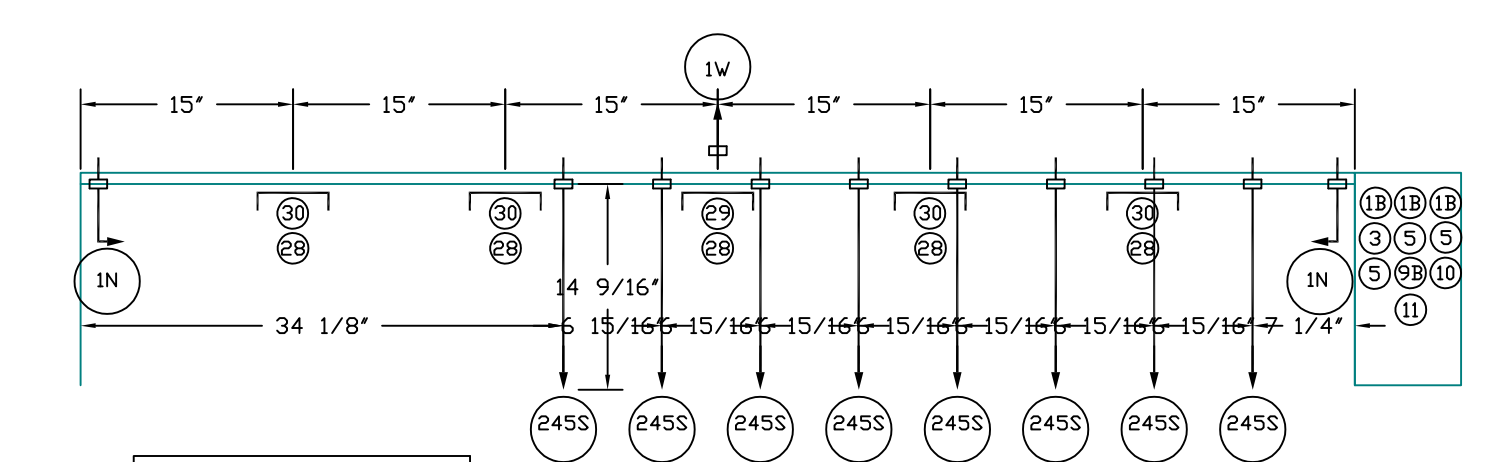 1W
15" 15" 15" 15" 15" 15"
30 30 29 30 30 1B 1B 1B
28 28 28 28 28 3 5 5
1N 1N 5 9B 10
14 9/16"
11
34 1/8" 6 15/16" 6 15/16" 6 15/16" 6 15/16" 6 15/16" 6 15/16" 6 15/16" 7 1/4"
245S 245S 245S 245S 245S 245S 245S 245S